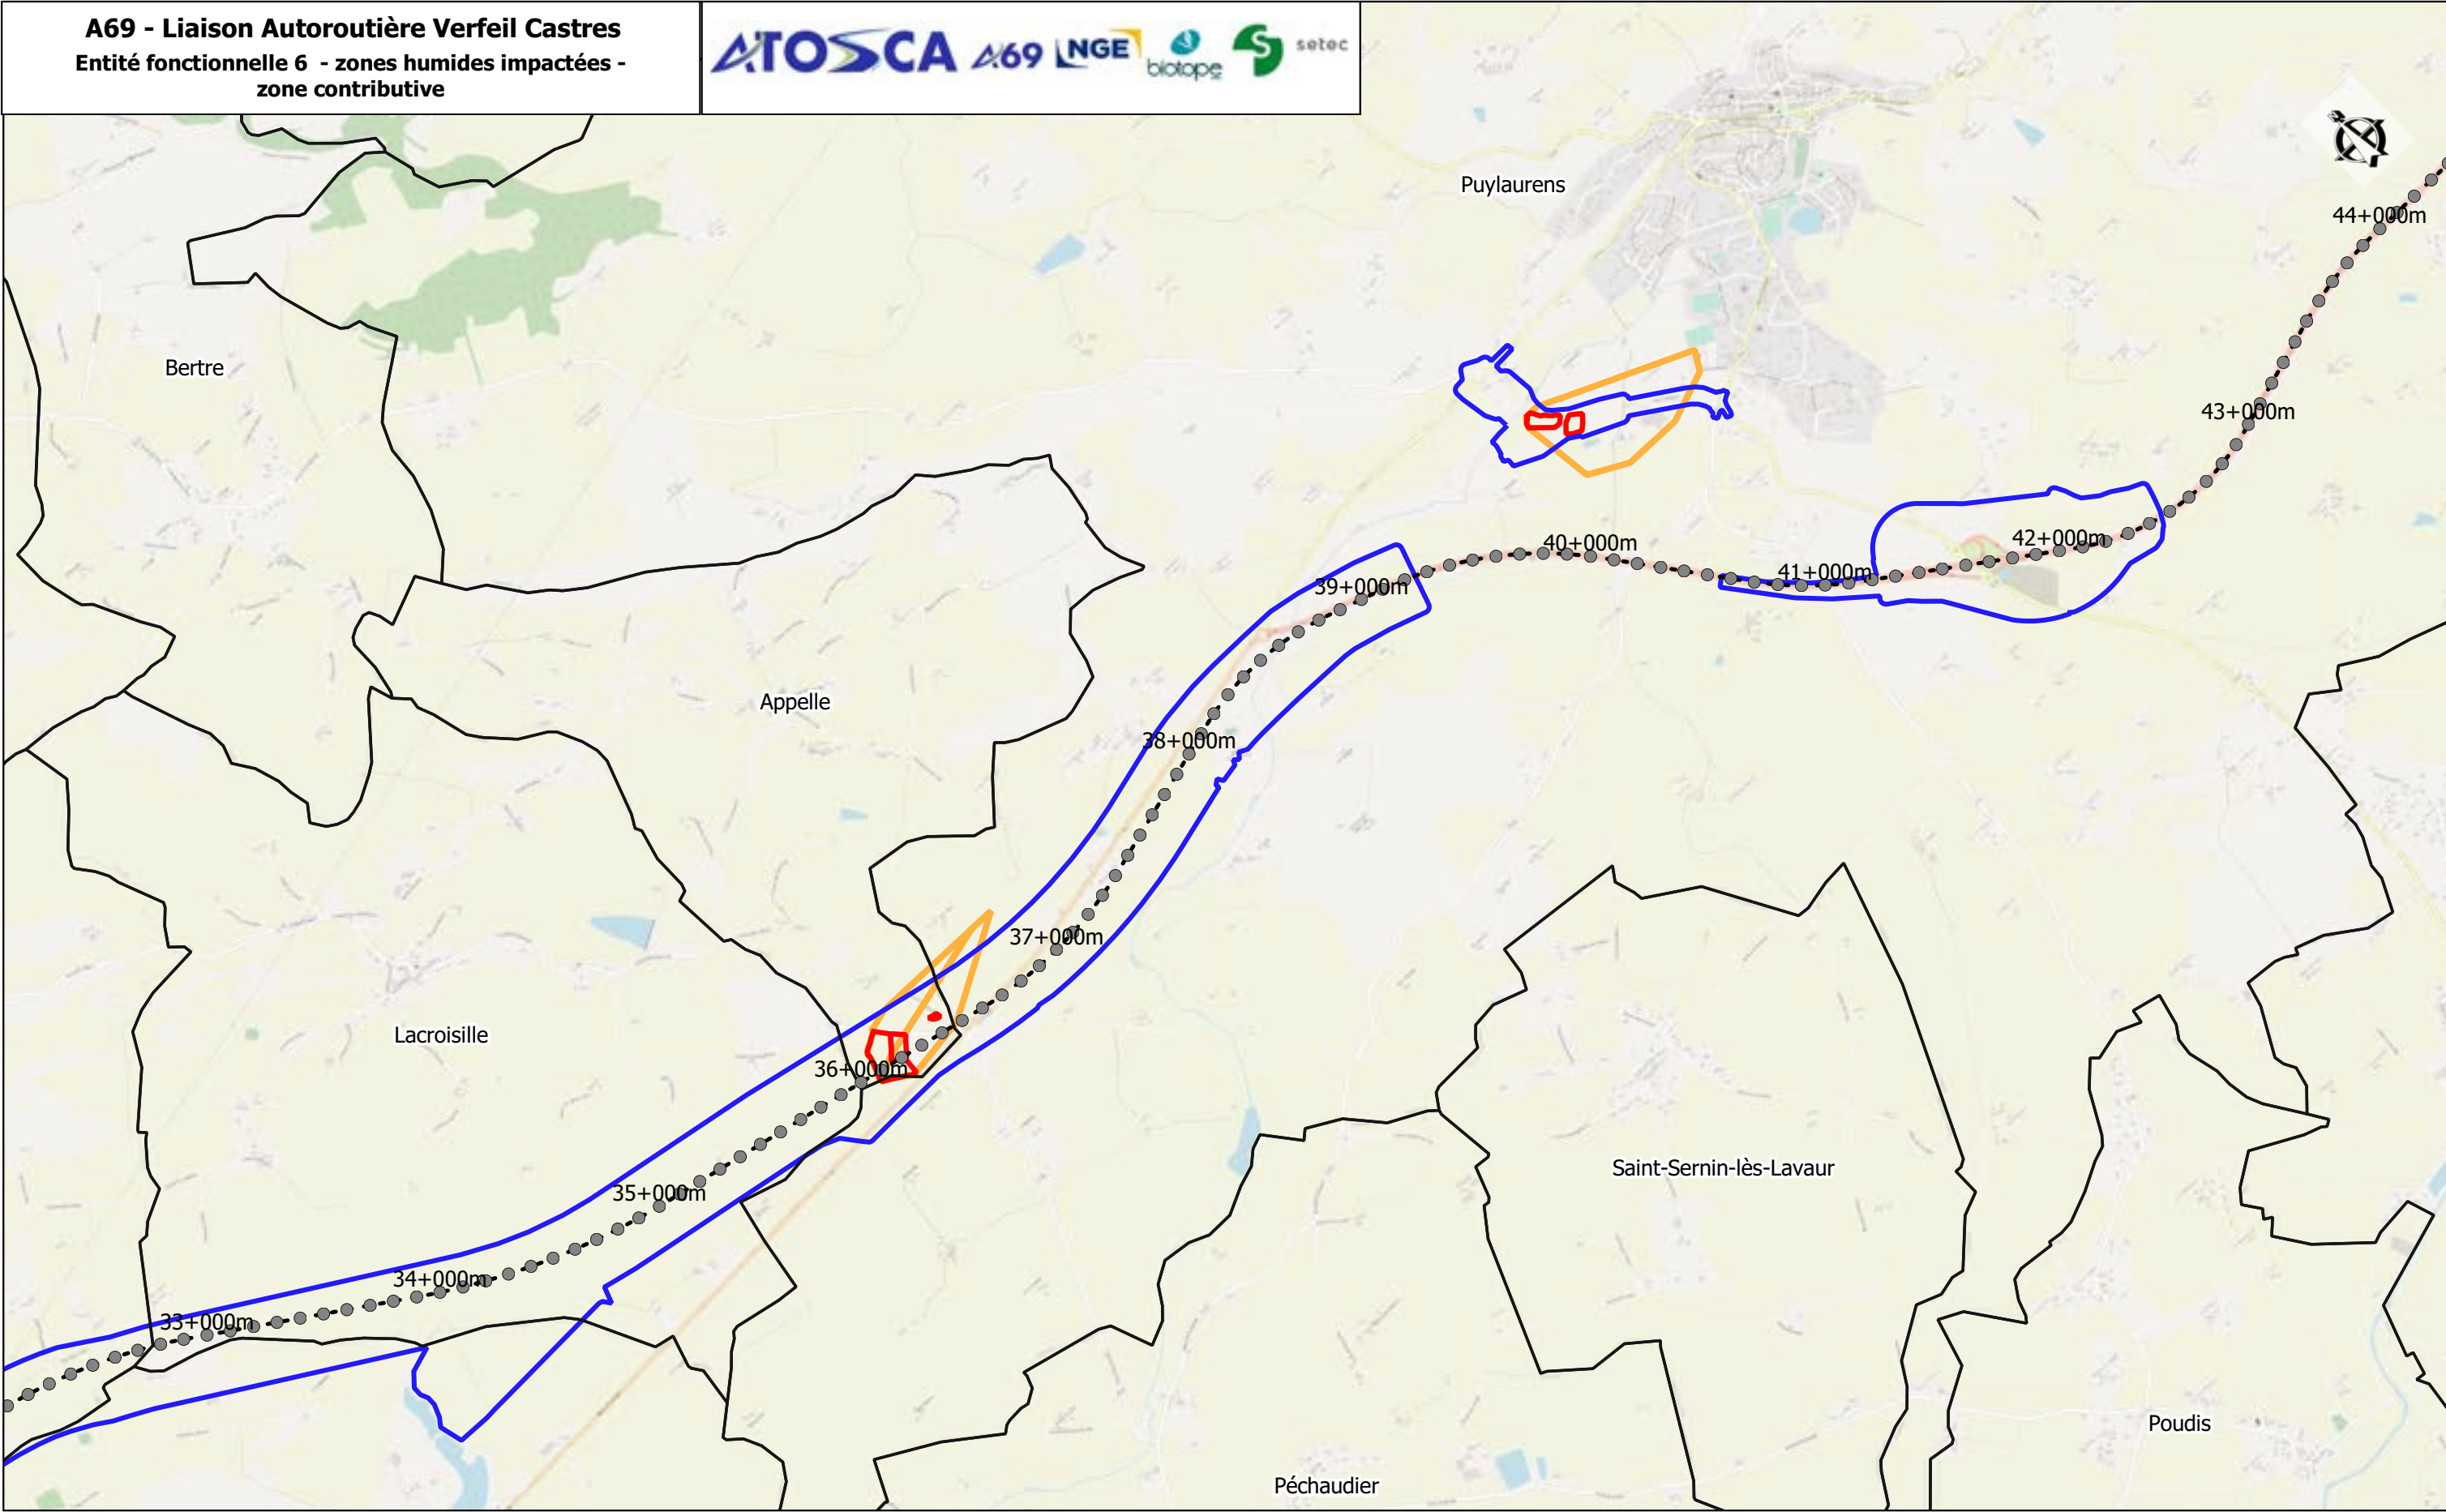 A69 - Liaison Autoroutière Verfeil Castres
Entité fonctionnelle 6 - zones humides impactées -
zone contributive
ATOSCA A69 NGE biotope setec
Puylaurens
44+000m
Bertre
43+000m
40+000m
42+000m
41+000m
39+000m
Appelle
38+000m
37+000m
Lacroisille
36+000m
Saint-Sernin-lès-Lavaur
35+000m
34+000m
33+000m
Poudis
Péchaudier